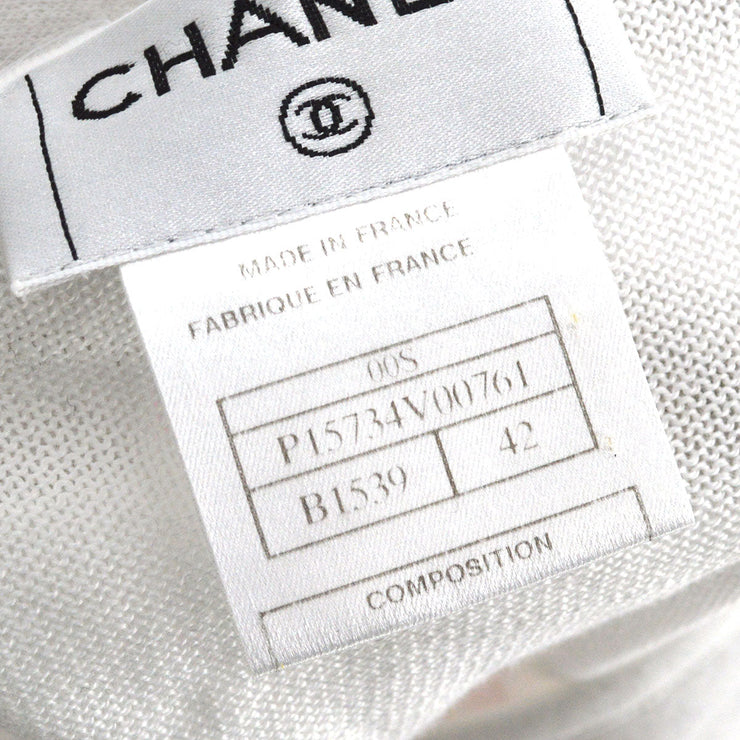 CHANEL
MADE IN FRANCE
FABRIQUE EN FRANCE
00S
P15734V00761
B1539 42
COMPOSITION